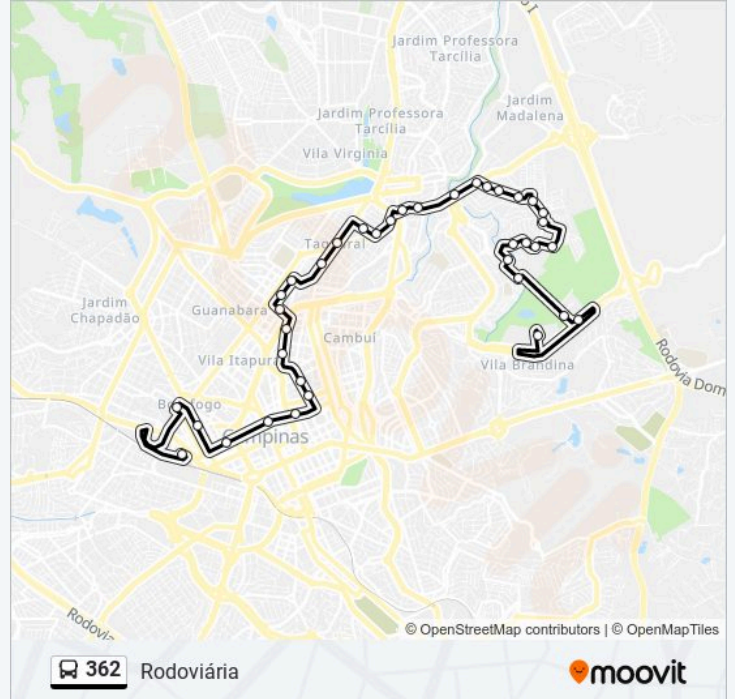 Jardim Professora
Tarcília
Jardim
Madalena
Jardim Professora
Tarcília
Vila Virgínia
Taquaral
Jardim
Chapadão
Guanabara
Cambuí
Vila Itapura
Vila Brandina
Rodovia Dom
Botafogo
Campinas
Rodovia
© OpenStreetMap contributors | © OpenMapTiles
362 Rodoviária
moovit